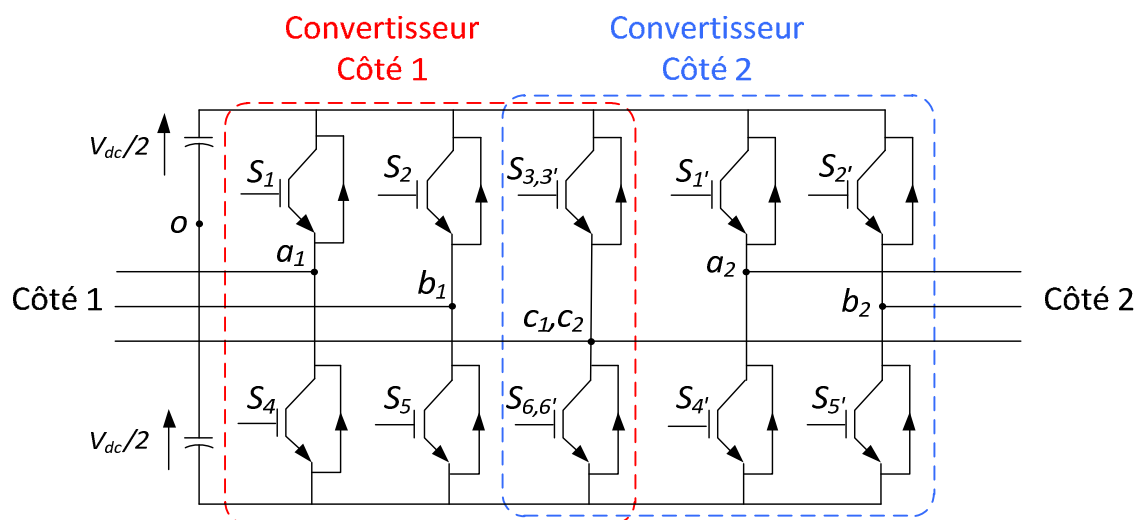 Convertisseur
Côté 1
Convertisseur
Côté 2
V_dc/2
S_1
S_2
S_3,3'
S_1'
S_2'
o
a_1
a_2
b_1
b_2
Côté 1
Côté 2
c_1,c_2
S_4
S_5
S_6,6'
S_4'
S_5'
V_dc/2